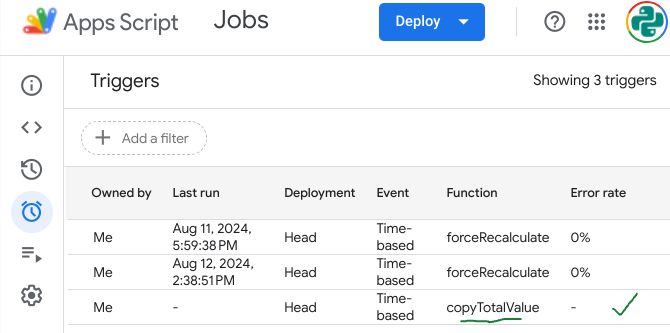 Apps Script Jobs Deploy
Triggers Showing 3 triggers
Add a filter
Owned by Last run Deployment Event Function Error rate
Me Aug 11, 2024, 5:59:38 PM Head Time-based forceRecalculate 0%
Me Aug 12, 2024, 2:38:51 PM Head Time-based forceRecalculate 0%
Me - Head Time-based copyTotalValue -